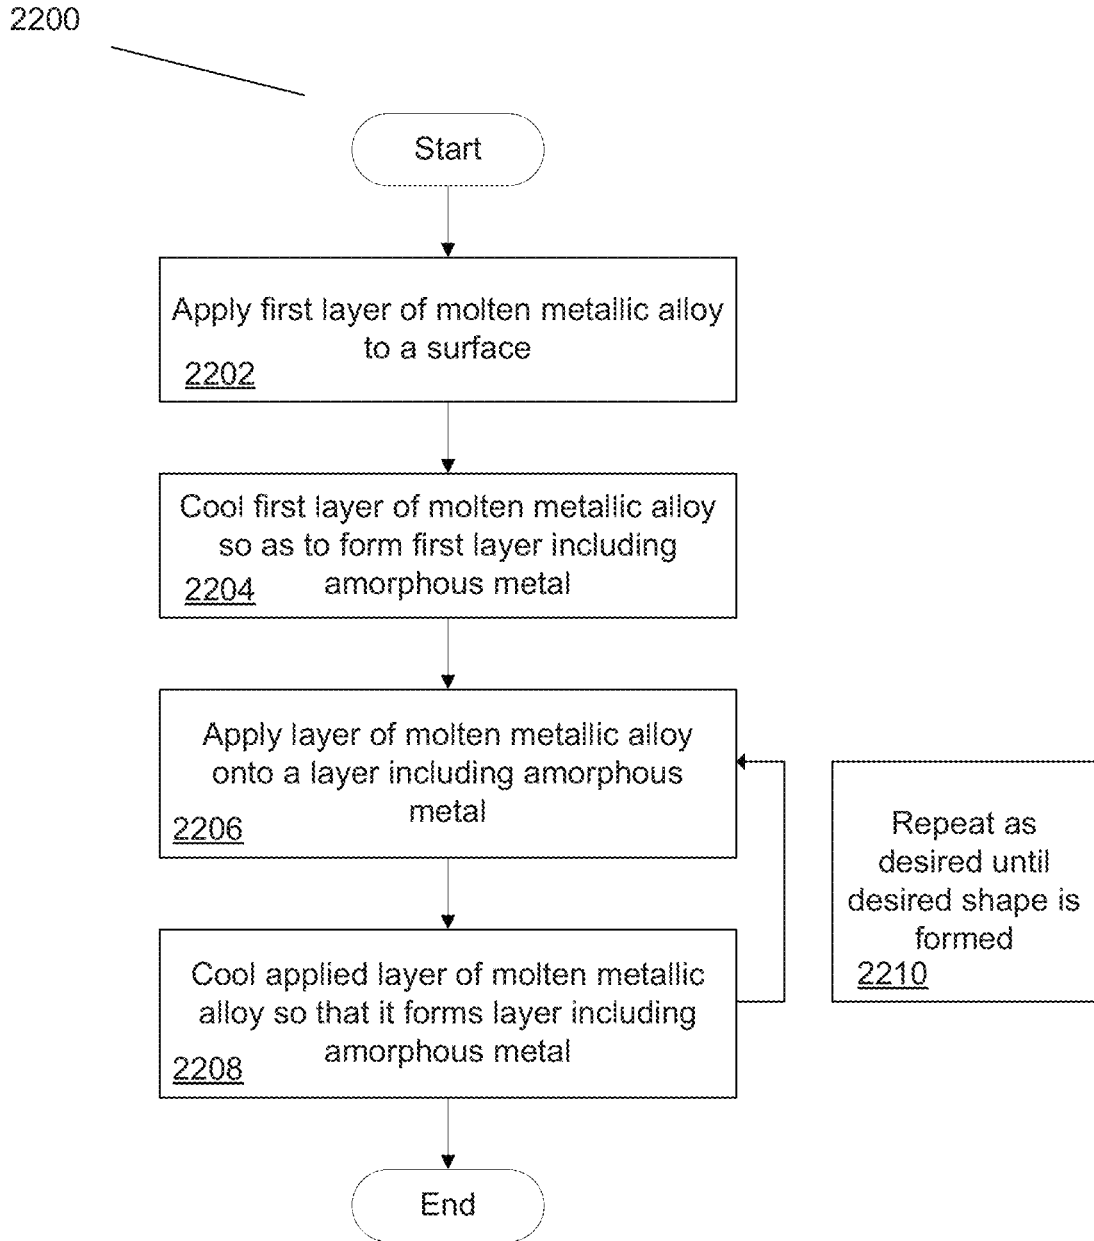 2200
Start
Apply first layer of molten metallic alloy
to a surface
2202
Cool first layer of molten metallic alloy
so as to form first layer including
amorphous metal
2204
Apply layer of molten metallic alloy
onto a layer including amorphous
metal
2206
Repeat as
desired until
desired shape is
formed
2210
Cool applied layer of molten metallic
alloy so that it forms layer including
amorphous metal
2208
End